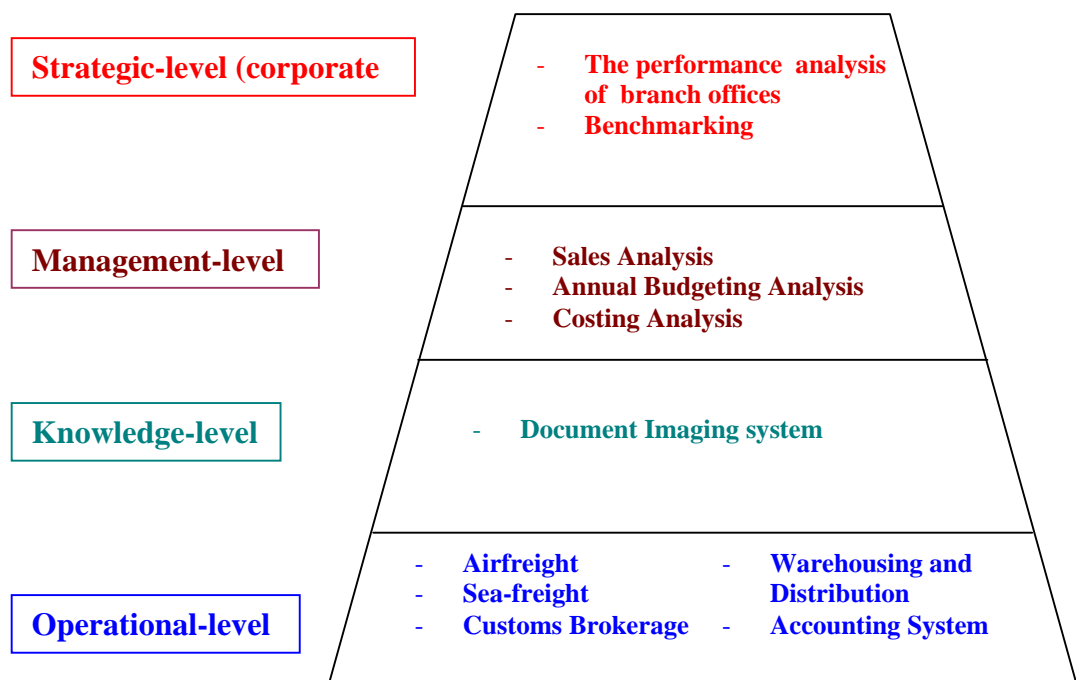 Strategic-level (corporate
- The performance analysis
of branch offices
- Benchmarking
Management-level
- Sales Analysis
- Annual Budgeting Analysis
- Costing Analysis
Knowledge-level
- Document Imaging system
Operational-level
- Airfreight
- Sea-freight
- Customs Brokerage
- Warehousing and
Distribution
- Accounting System